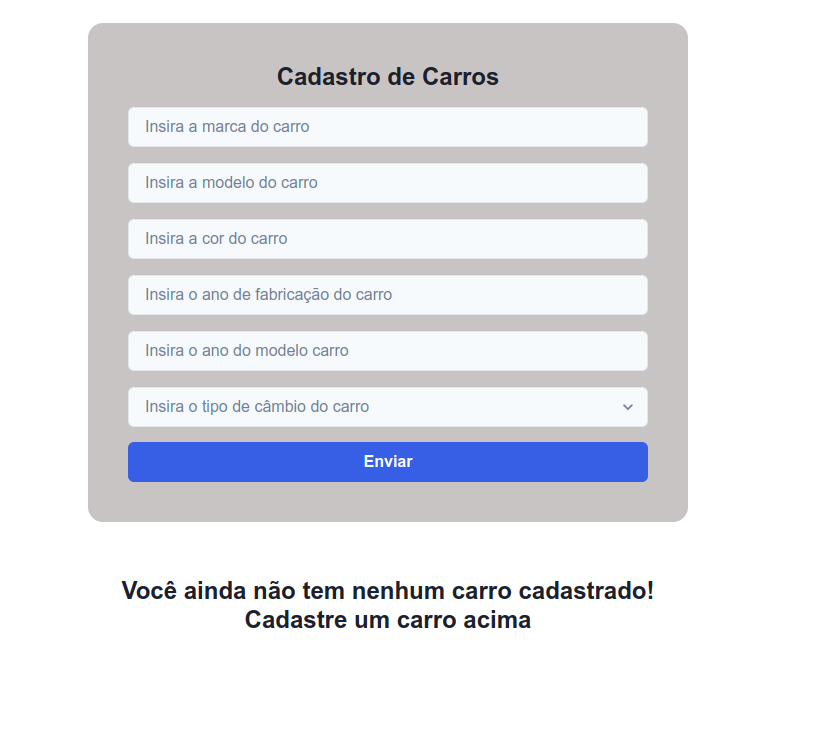 Cadastro de Carros
Insira a marca do carro
Insira a modelo do carro
Insira a cor do carro
Insira o ano de fabricação do carro
Insira o ano do modelo carro
Insira o tipo de câmbio do carro
Enviar
Você ainda não tem nenhum carro cadastrado!
Cadastre um carro acima